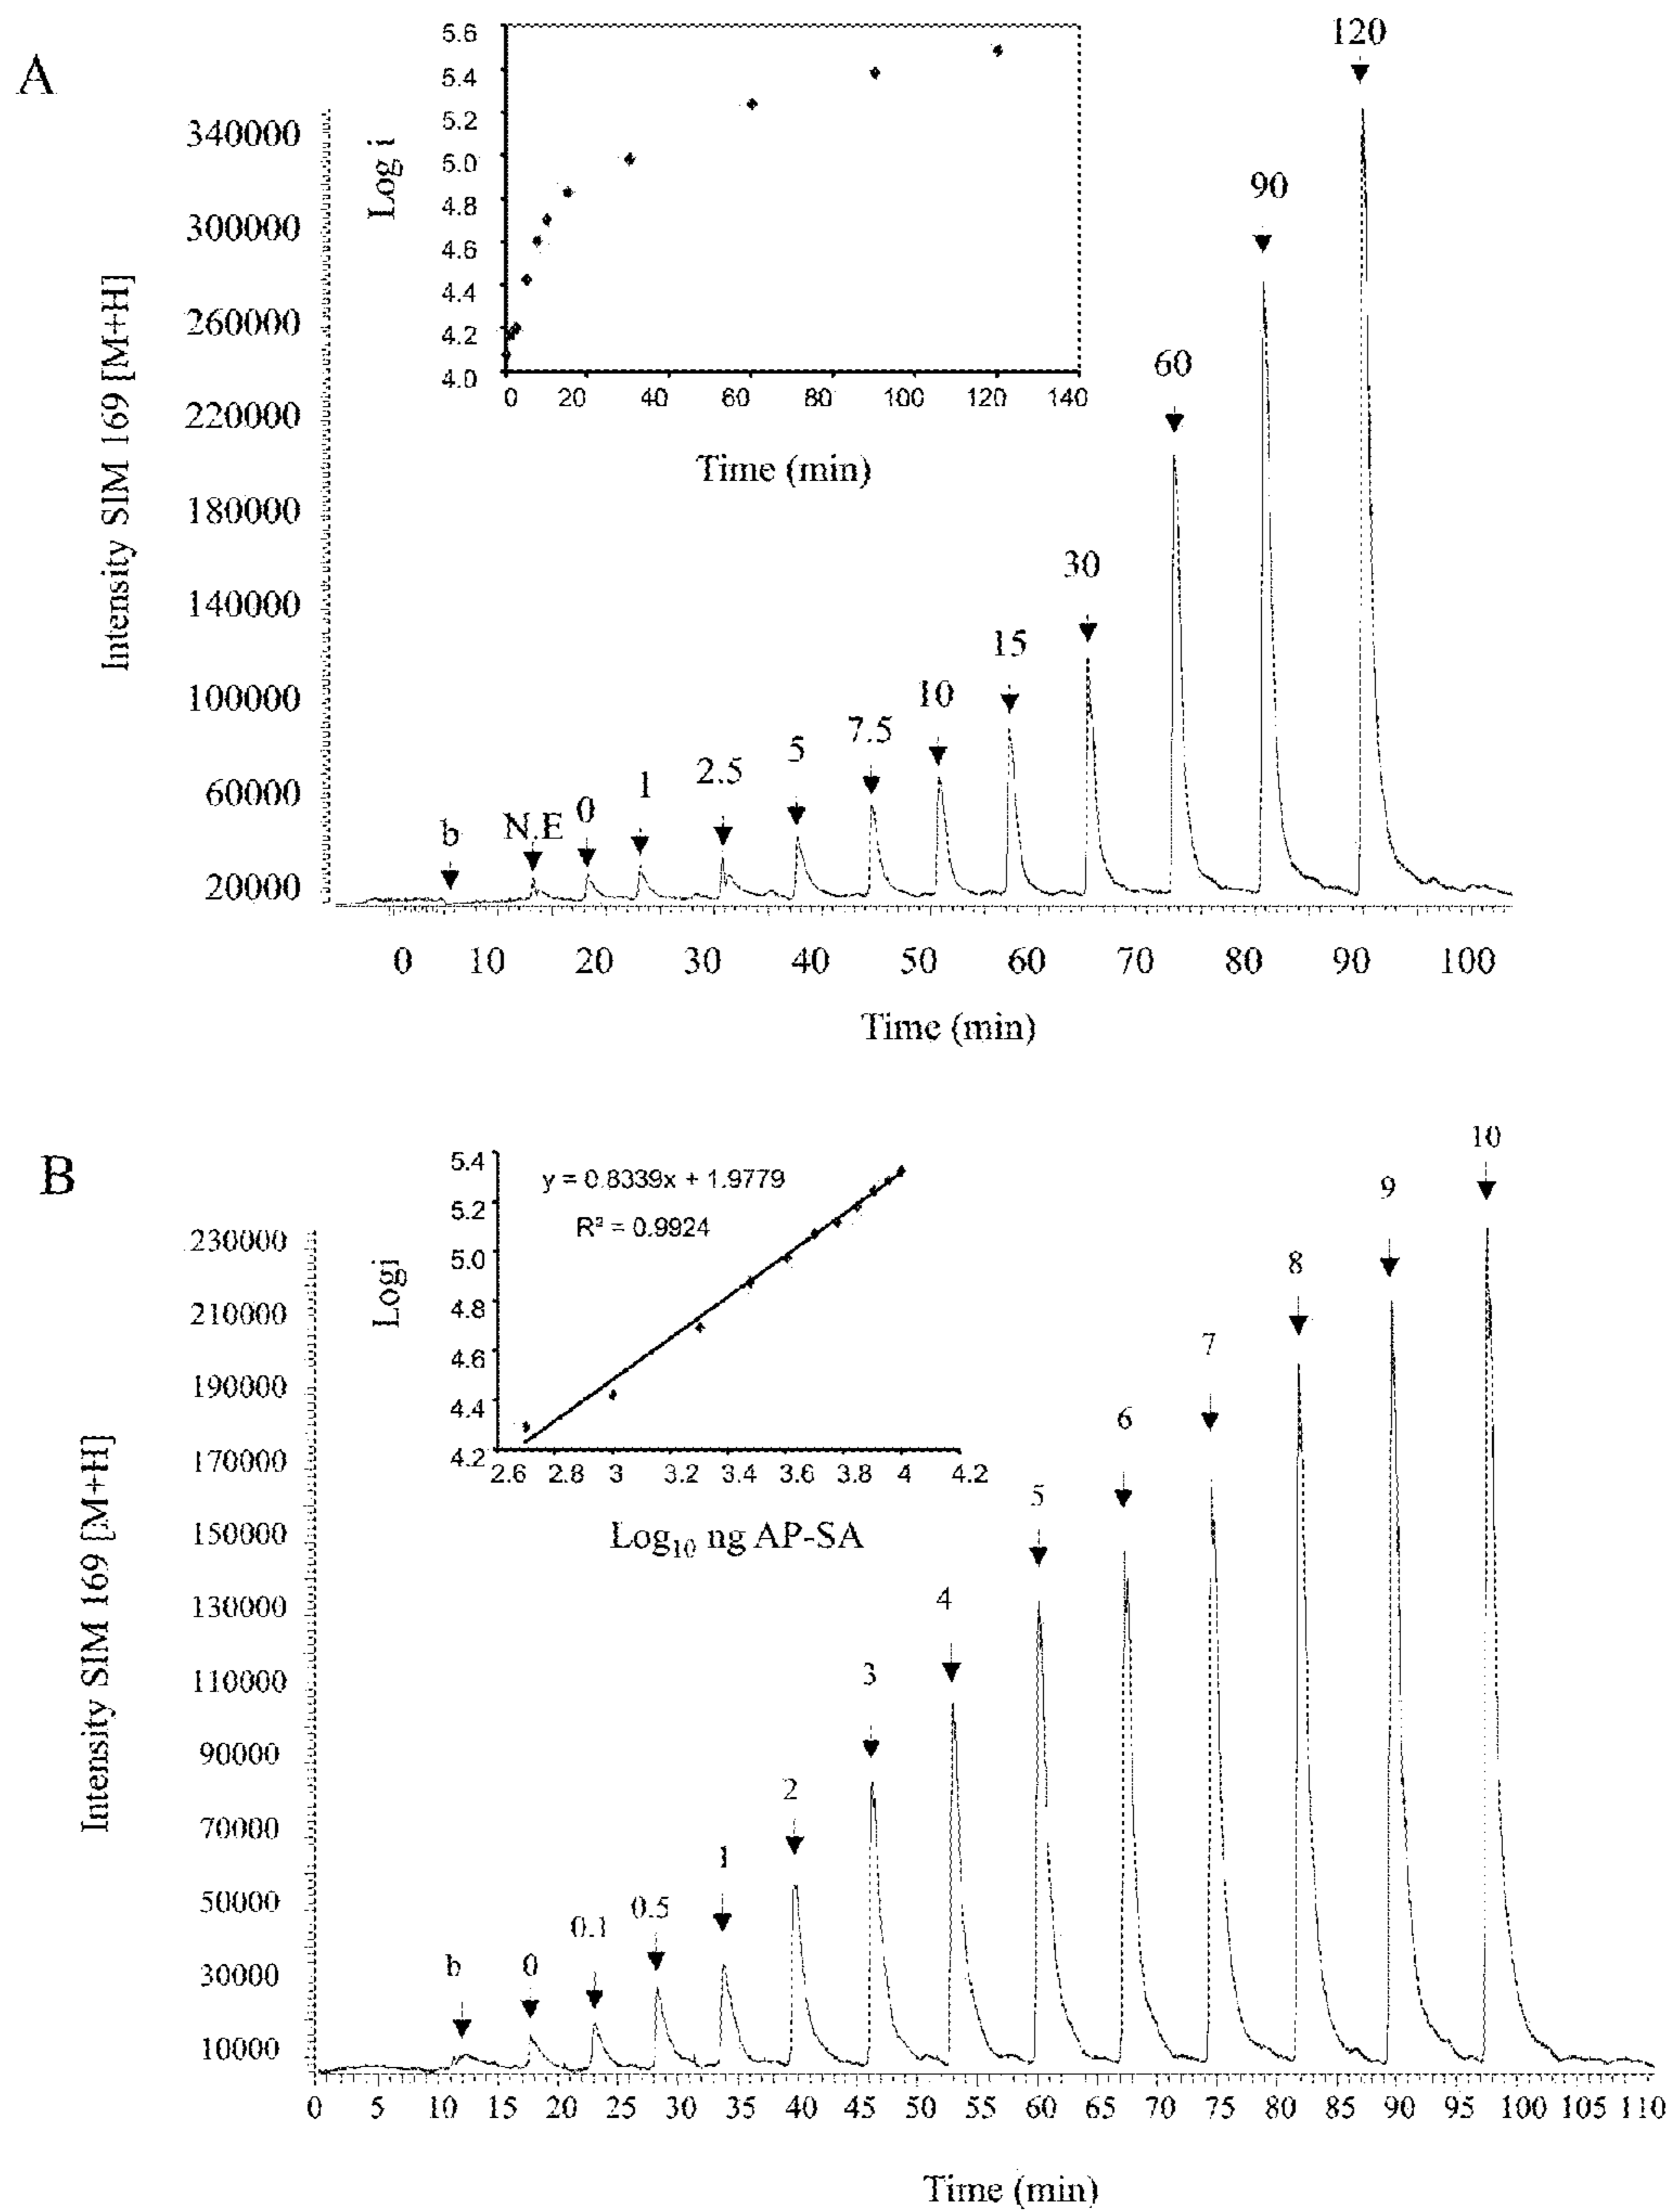 A
5.6
5.4
5.2
5.0
4.8
4.6
4.4
4.2
4.0
Log i
0 20 40 60 80 100 120 140
Time (min)
340000
300000
260000
220000
180000
140000
100000
60000
20000
Intensity SIM 169 [M+H]
b N.E 0 1 2.5 5 7.5 10 15 30 60 90 120
0 10 20 30 40 50 60 70 80 90 100
Time (min)
B
5.4
5.2
5.0
4.8
4.6
4.4
4.2
Logi
y = 0.8339x + 1.9779
R² = 0.9924
2.6 2.8 3 3.2 3.4 3.6 3.8 4 4.2
Log₁₀ ng AP-SA
230000
210000
190000
170000
150000
130000
110000
90000
70000
50000
30000
10000
Intensity SIM 169 [M+H]
b 0 0.1 0.5 1 2 3 4 5 6 7 8 9 10
0 5 10 15 20 25 30 35 40 45 50 55 60 65 70 75 80 85 90 95 100 105 110
Time (min)